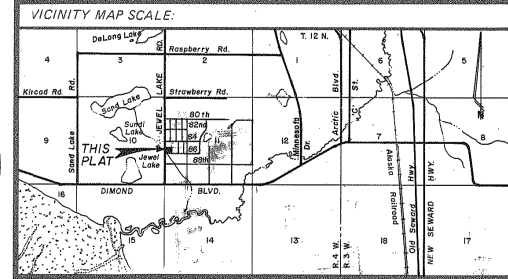 VICINITY MAP SCALE:
DeLong Lake
RD.
T. 12 N.
4
3
Raspberry Rd.
2
1
6
5
Kircad Rd.
Rd.
LAKE
Strawberry Rd.
Blvd.
St.
Sand Lake
JEWEL
80th
82nd
84
86
88th
Sundi Lake
10
11
9
Sand Lake
THIS PLAT
Jewel Lake
12
Minnesota Dr.
Arctic
'C'
7
8
DIMOND BLVD.
16
15
14
13
18
17
Alaska Railroad
Old Seward Hwy.
NEW SEWARD HWY.
R. 4 W.
R. 3 W.